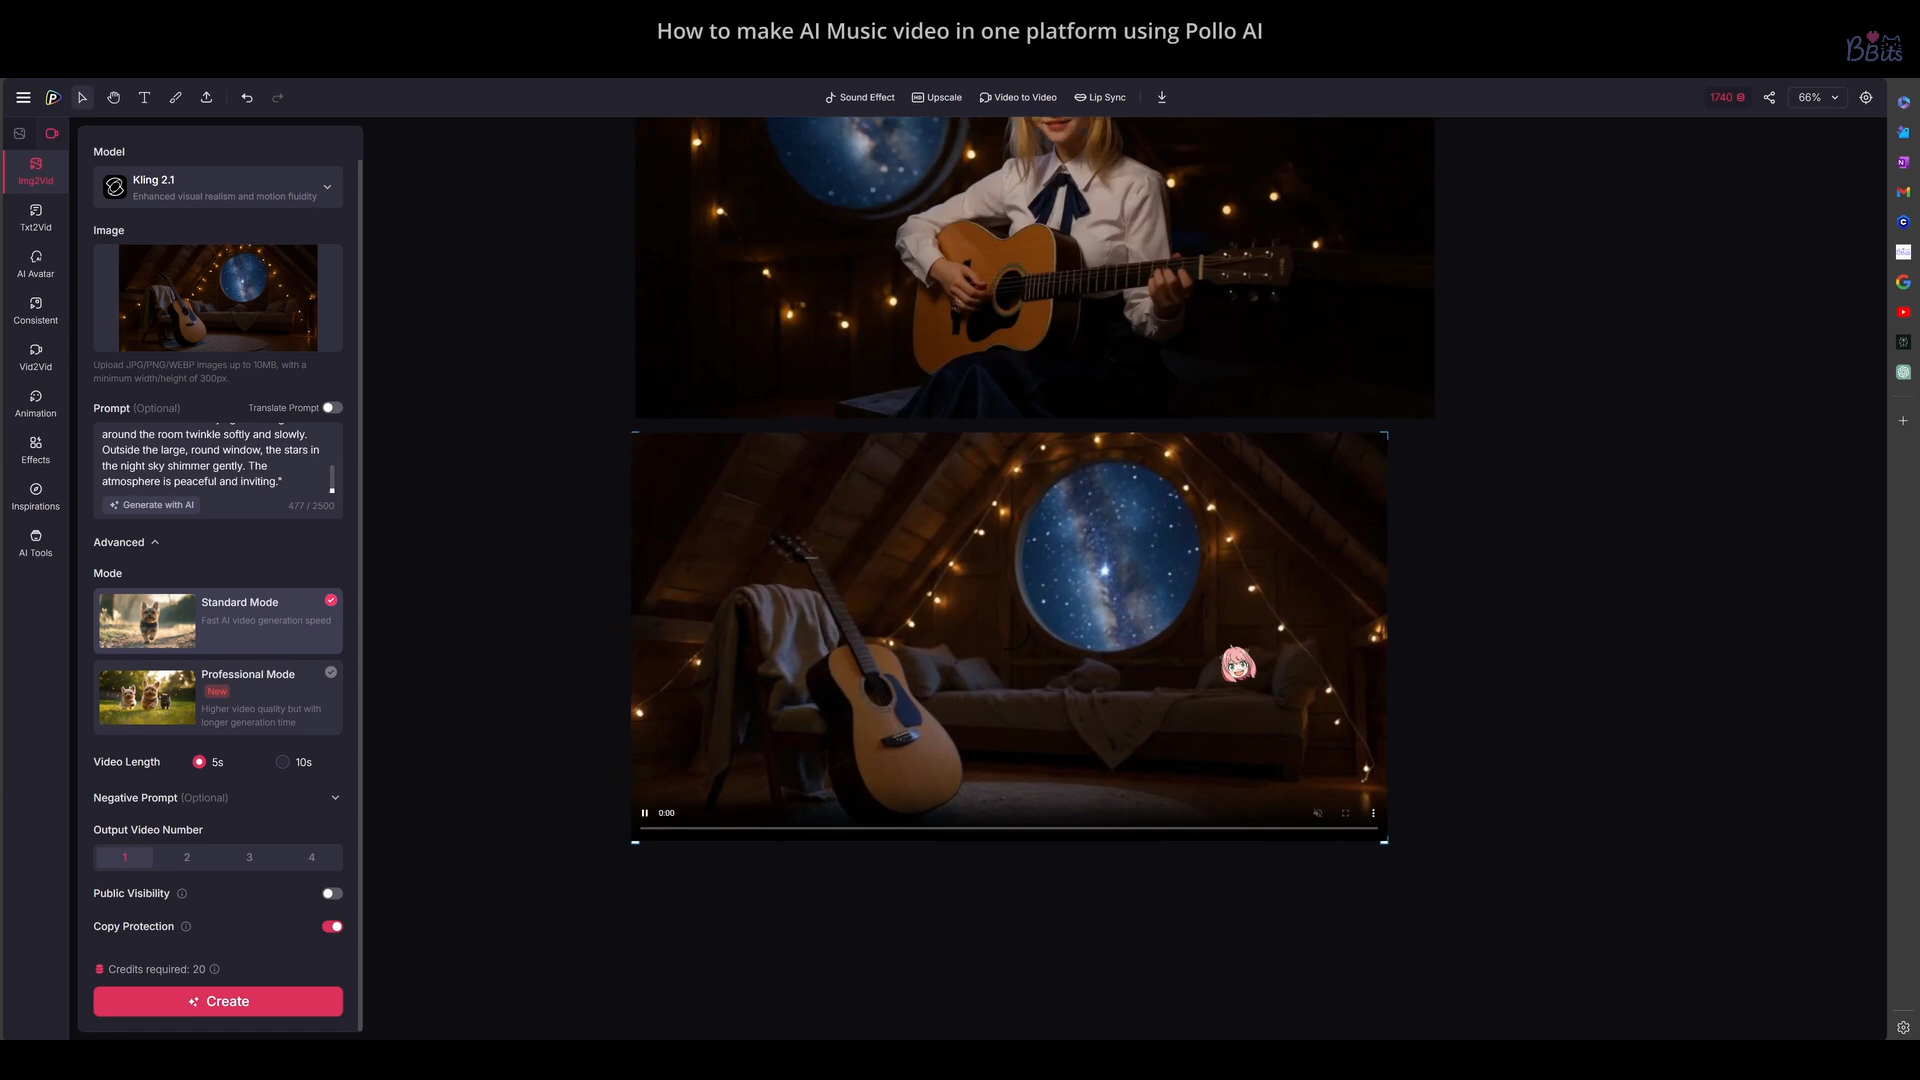 How to make AI Music video in one platform using Pollo AI
BBits
Sound Effect
HD Upscale
Video to Video
Lip Sync
1740
66%
Img2Vid
Txt2Vid
AI Avatar
Consistent
Vid2Vid
Animation
Effects
Inspirations
AI Tools
Model
Kling 2.1
Enhanced visual realism and motion fluidity
Image
Upload JPG/PNG/WEBP images up to 10MB, with a
minimum width/height of 300px.
Prompt (Optional)
Translate Prompt
around the room twinkle softly and slowly.
Outside the large, round window, the stars in
the night sky shimmer gently. The
atmosphere is peaceful and inviting."
Generate with AI
477 / 2500
Advanced
Mode
Standard Mode
Fast AI video generation speed
Professional Mode
New
Higher video quality but with
longer generation time
Video Length
5s
10s
Negative Prompt (Optional)
Output Video Number
1 2 3 4
Public Visibility
Copy Protection
Credits required: 20
Create
0:00